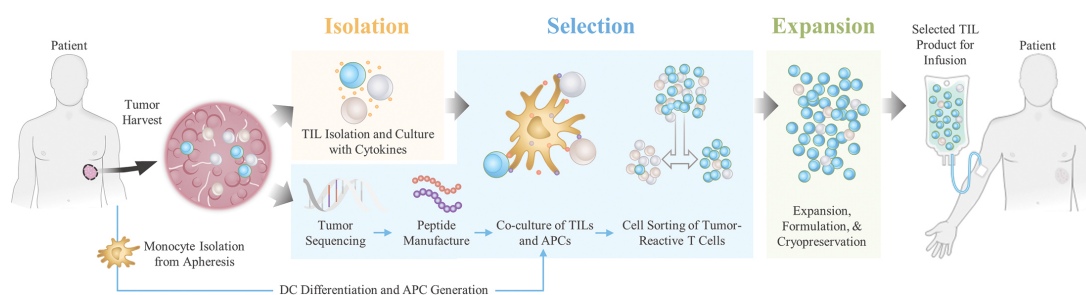 Isolation
Selection
Expansion
Patient
Tumor
Harvest
TIL Isolation and Culture
with Cytokines
Tumor
Sequencing
Peptide
Manufacture
Co-culture of TILs
and APCs
Cell Sorting of Tumor-
Reactive T Cells
Expansion,
Formulation, &
Cryopreservation
Selected TIL
Product for
Infusion
Patient
Monocyte Isolation
from Apheresis
DC Differentiation and APC Generation